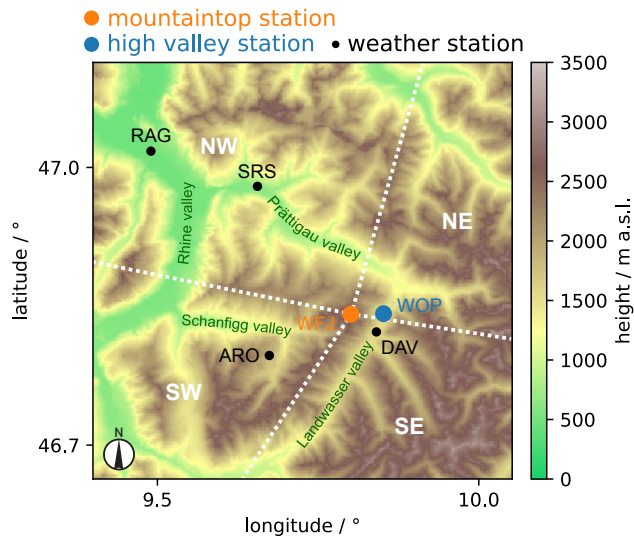 mountaintop station
high valley station
weather station
RAG
NW
SRS
47.0
Rhine valley
Prättigau valley
NE
WFJ
WOP
Schanfigg valley
ARO
DAV
Landwasser valley
SW
SE
46.7
N
9.5
10.0
longitude / °
latitude / °
3500
3000
2500
2000
1500
1000
500
0
height / m a.s.l.